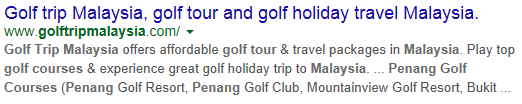 Golf trip Malaysia, golf tour and golf holiday travel Malaysia.
www.golftripmalaysia.com/
Golf Trip Malaysia offers affordable golf tour & travel packages in Malaysia. Play top
golf courses & experience great golf holiday trip to Malaysia. ... Penang Golf
Courses (Penang Golf Resort, Penang Golf Club, Mountainview Golf Resort, Bukit ...